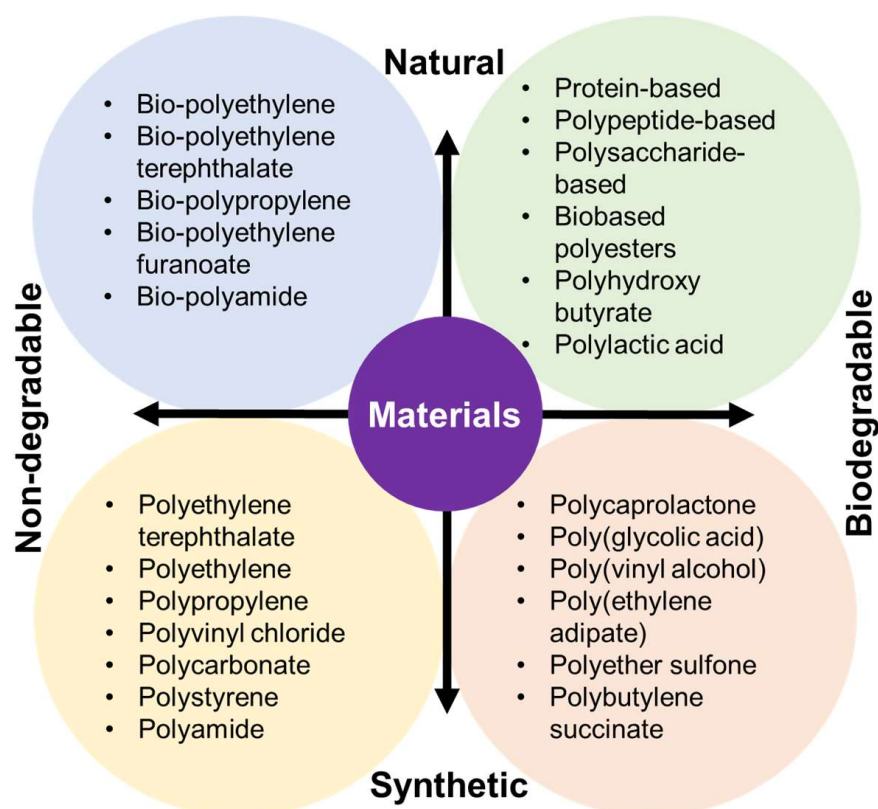 Natural
• Bio-polyethylene
• Bio-polyethylene
terephthalate
• Bio-polypropylene
• Bio-polyethylene
furanoate
• Bio-polyamide
• Protein-based
• Polypeptide-based
• Polysaccharide-
based
• Biobased
polyesters
• Polyhydroxy
butyrate
• Polylactic acid
Non-degradable
Materials
Biodegradable
• Polyethylene
terephthalate
• Polyethylene
• Polypropylene
• Polyvinyl chloride
• Polycarbonate
• Polystyrene
• Polyamide
• Polycaprolactone
• Poly(glycolic acid)
• Poly(vinyl alcohol)
• Poly(ethylene
adipate)
• Polyether sulfone
• Polybutylene
succinate
Synthetic